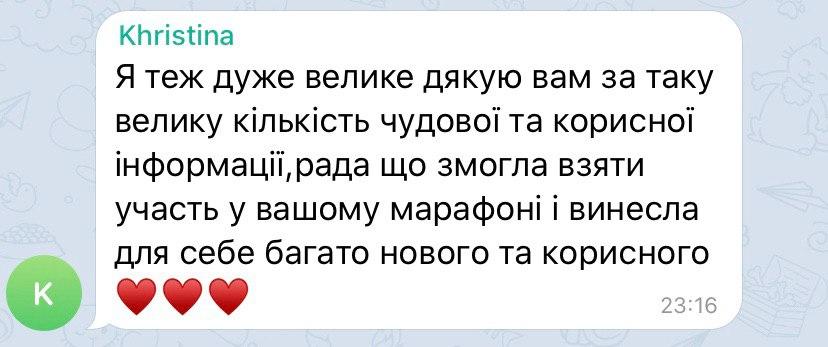 Khristina
Я теж дуже велике дякую вам за таку
велику кількість чудової та корисної
інформації,рада що змогла взяти
участь у вашому марафоні і винесла
для себе багато нового та корисного
❤️❤️❤️
K
23:16